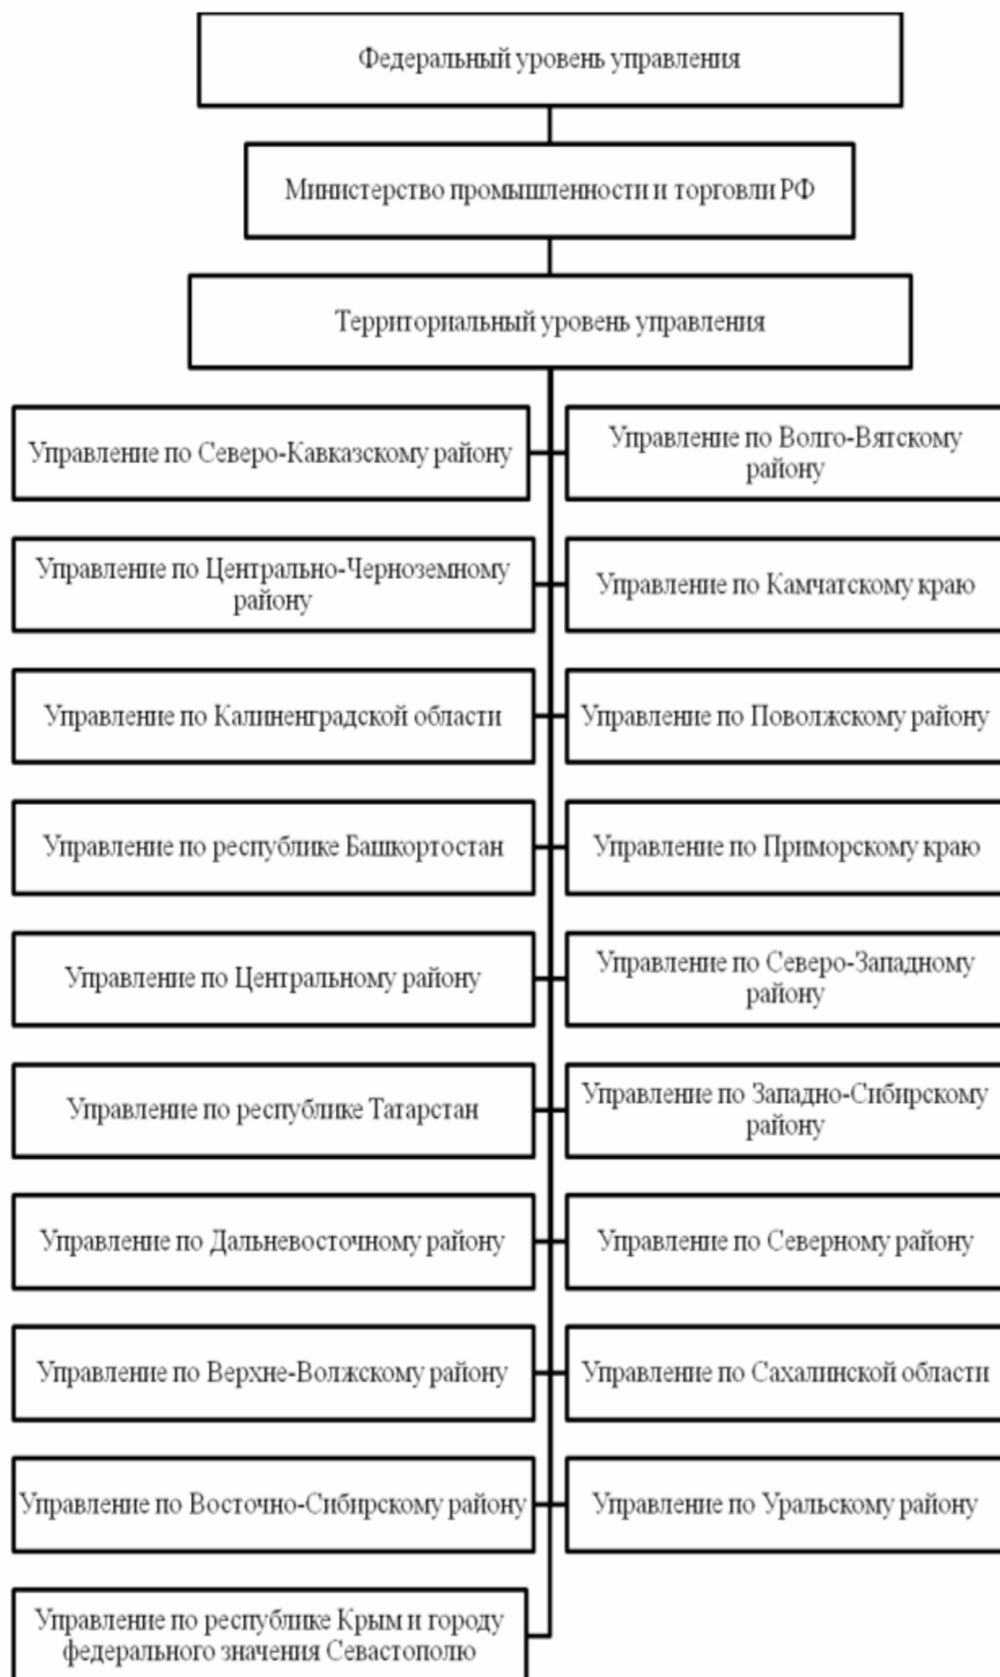 Федеральный уровень управления
Министерство промышленности и торговли РФ
Территориальный уровень управления
Управление по Северо-Кавказскому району
Управление по Волго-Вятскому
району
Управление по Центрально-Черноземному
району
Управление по Камчатскому краю
Управление по Калиненградской области
Управление по Поволжскому району
Управление по республике Башкортостан
Управление по Приморскому краю
Управление по Центральному району
Управление по Северо-Западному
району
Управление по республике Татарстан
Управление по Западно-Сибирскому
району
Управление по Дальневосточному району
Управление по Северному району
Управление по Верхне-Волжскому району
Управление по Сахалинской области
Управление по Восточно-Сибирскому району
Управление по Уральскому району
Управление по республике Крым и городу
федерального значения Севастополю